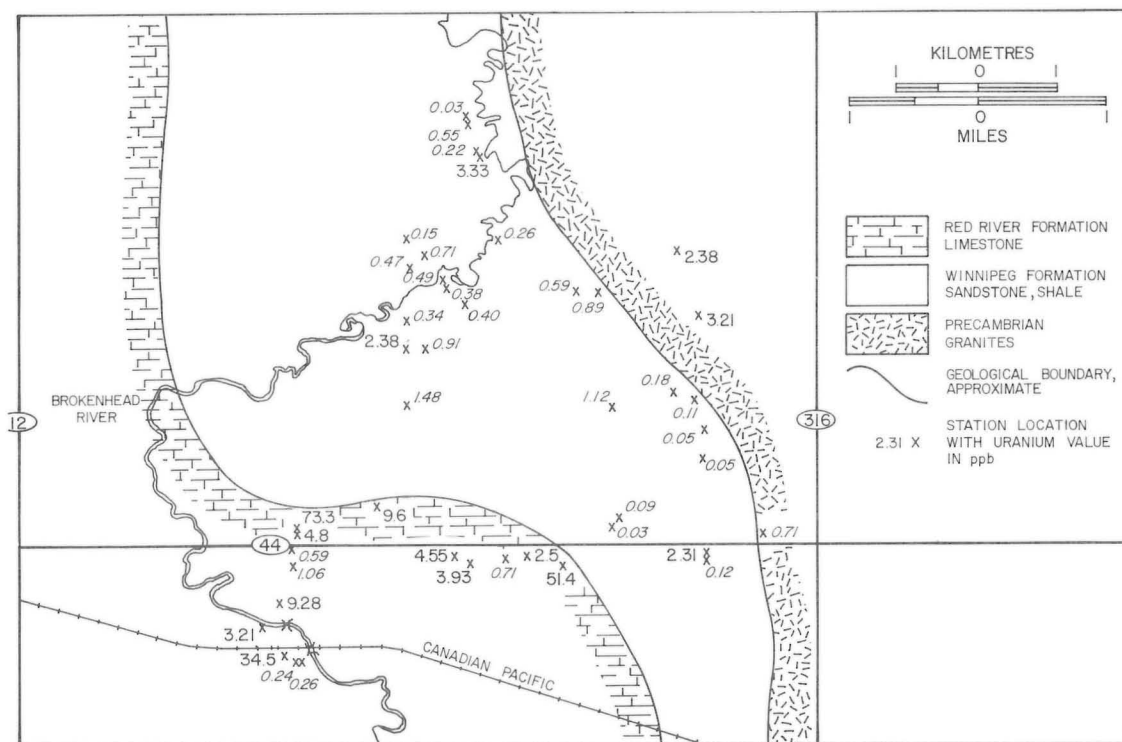 KILOMETRES
1 0 1
1 0 1
MILES
0.03
0.55
0.22
3.33
0.15
0.26
0.71
0.47
2.38
0.49
0.38
0.59
0.89
0.40
0.34
3.21
2.38
0.91
0.18
1.48
1.12
0.11
0.05
0.05
BROKENHEAD
RIVER
12
316
RED RIVER FORMATION
LIMESTONE
WINNIPEG FORMATION
SANDSTONE, SHALE
PRECAMBRIAN
GRANITES
GEOLOGICAL BOUNDARY,
APPROXIMATE
2.31 X STATION LOCATION
WITH URANIUM VALUE
IN ppb
73.3
9.6
0.09
4.8
0.03
0.71
44
0.59
4.55
2.5
2.31
1.06
3.93
0.71
51.4
0.12
9.28
3.21
34.5
0.24
0.26
CANADIAN PACIFIC